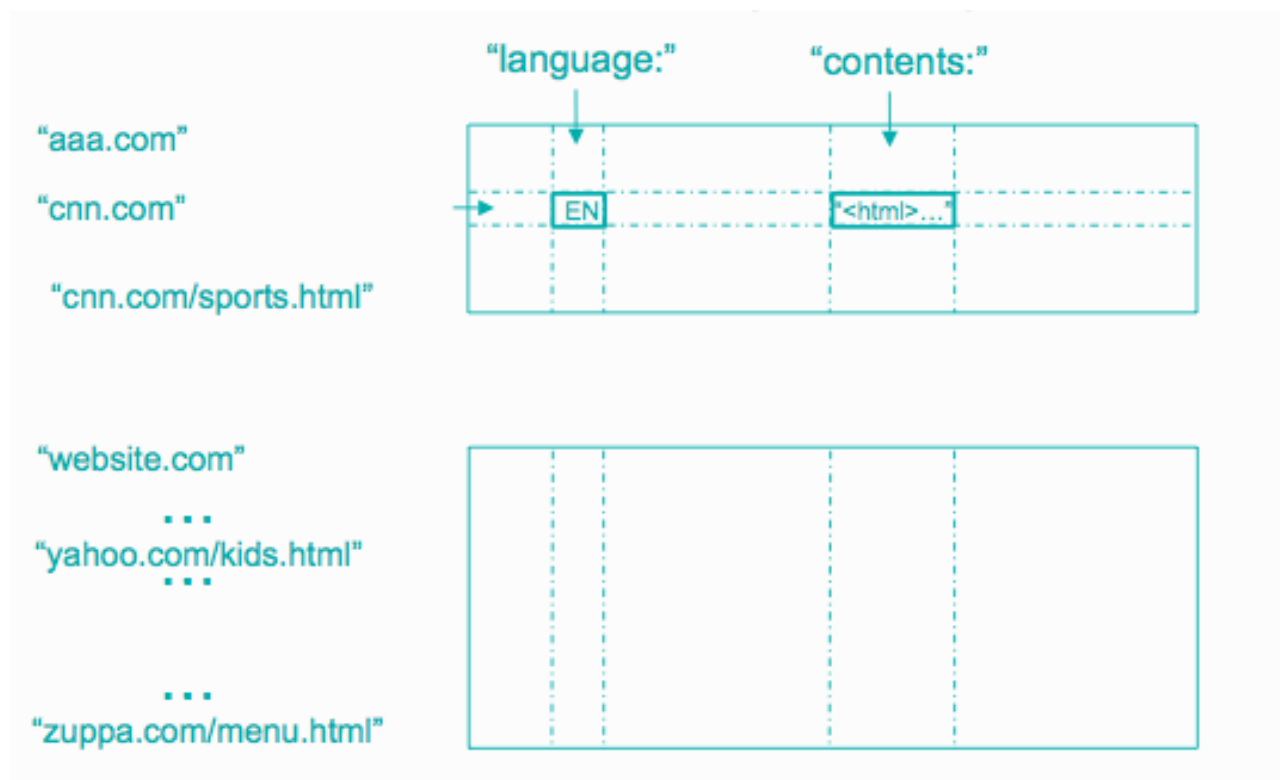 “language:” “contents:”
“aaa.com”
“cnn.com” EN “<html>…”
“cnn.com/sports.html”
“website.com”
...
“yahoo.com/kids.html”
...
...
“zuppa.com/menu.html”